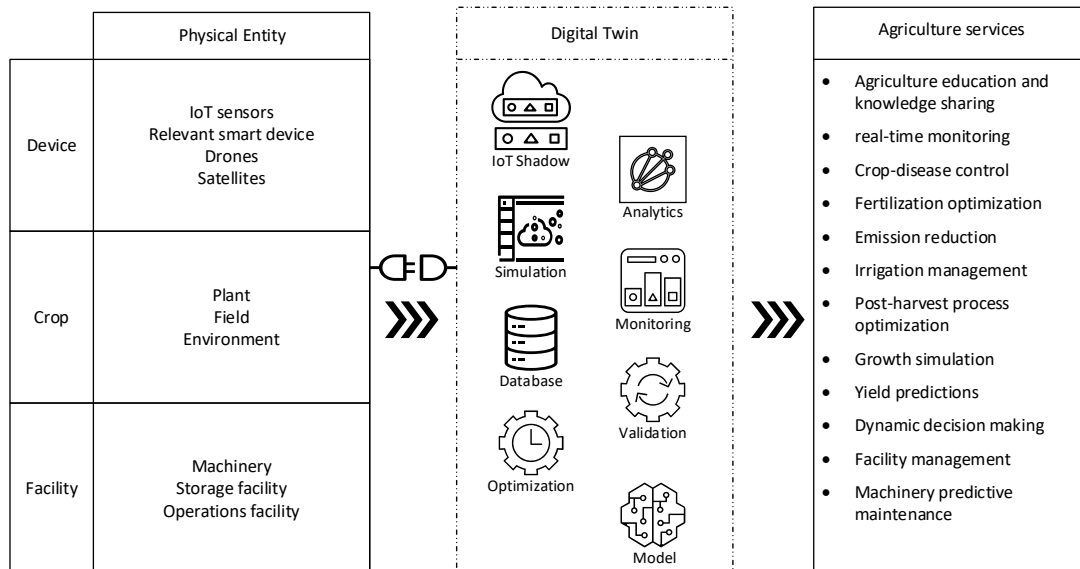 Physical Entity
Device
IoT sensors
Relevant smart device
Drones
Satellites
Crop
Plant
Field
Environment
Facility
Machinery
Storage facility
Operations facility
Digital Twin
IoT Shadow
Analytics
Simulation
Monitoring
Database
Validation
Optimization
Model
Agriculture services
• Agriculture education and
knowledge sharing
• real-time monitoring
• Crop-disease control
• Fertilization optimization
• Emission reduction
• Irrigation management
• Post-harvest process
optimization
• Growth simulation
• Yield predictions
• Dynamic decision making
• Facility management
• Machinery predictive
maintenance